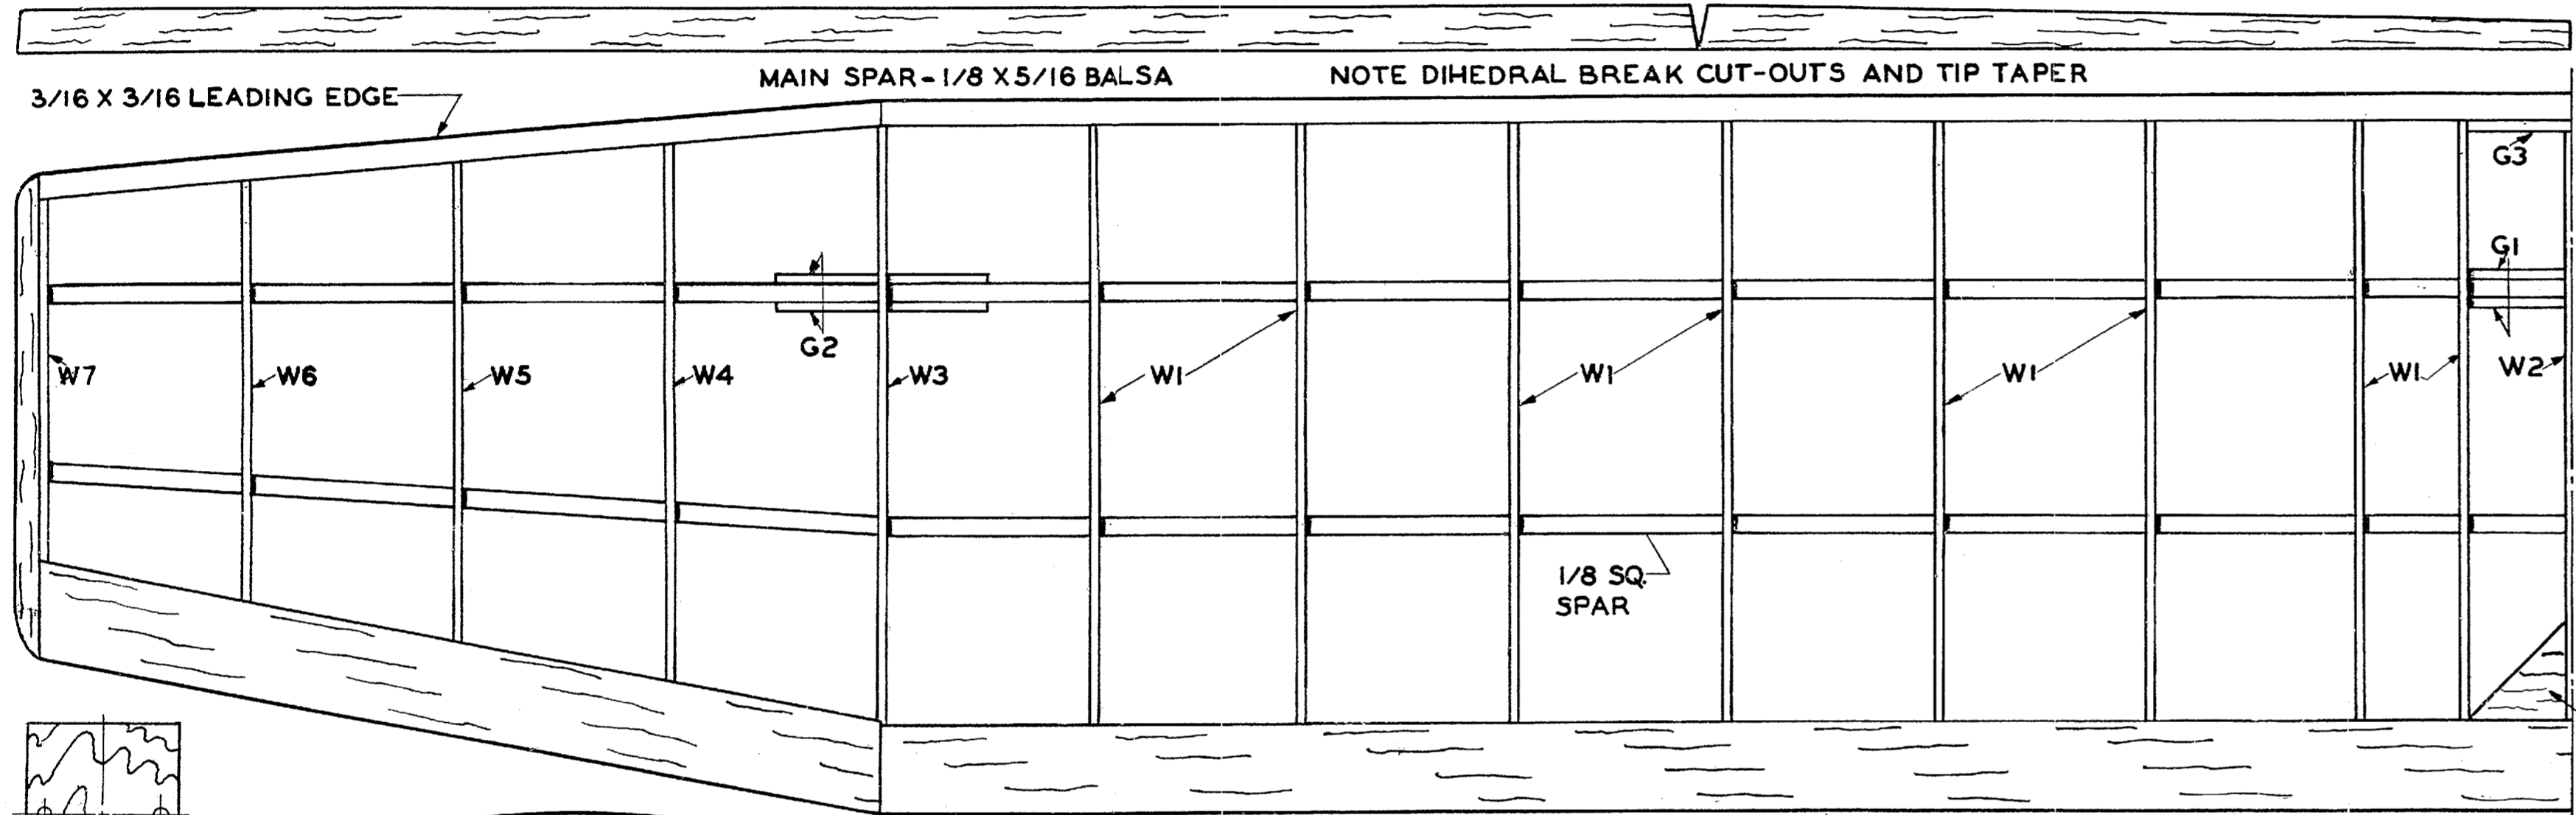 MAIN SPAR - 1/8 X 5/16 BALSA
NOTE DIHEDRAL BREAK CUT-OUTS AND TIP TAPER
3/16 X 3/16 LEADING EDGE
G3
G1
G2
W7
W6
W5
W4
W3
W1
W1
W1
W1
W2
1/8 SQ.
SPAR